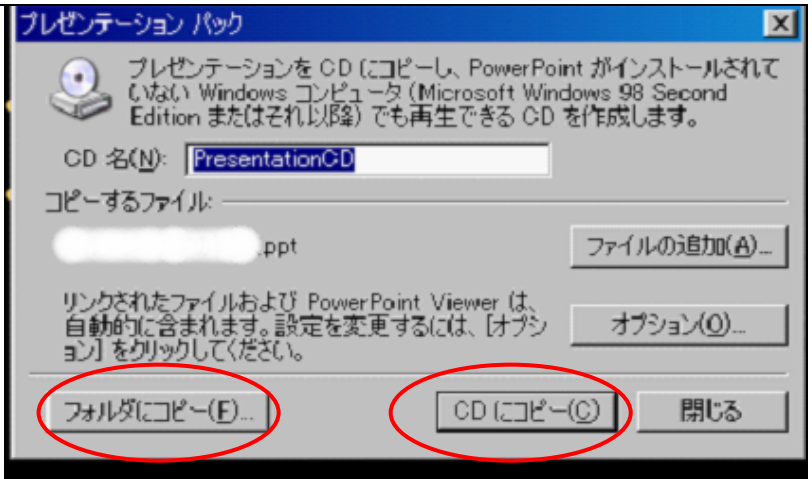 プレゼンテーション パック
プレゼンテーションを CD にコピーし、PowerPoint がインストールされて
いない Windows コンピュータ (Microsoft Windows 98 Second
Edition またはそれ以降) でも再生できる CD を作成します。
CD 名(N): PresentationCD
コピーするファイル:
.ppt
ファイルの追加(A)...
リンクされたファイルおよび PowerPoint Viewer は、
自動的に含まれます。設定を変更するには、[オプシ
ョン] をクリックしてください。
オプション(O)...
フォルダにコピー(F)...
CD にコピー(C)
閉じる